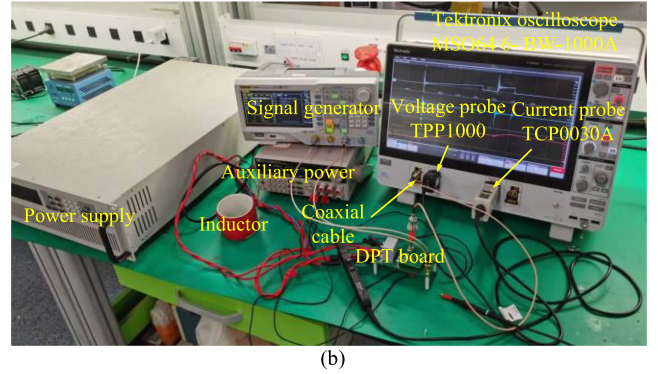 Tektronix oscilloscope
MSO64 6- BW-1000A
Signal generator
Voltage probe
TPP1000
Current probe
TCP0030A
Auxiliary power
Power supply
Inductor
Coaxial
cable
DPT board
(b)